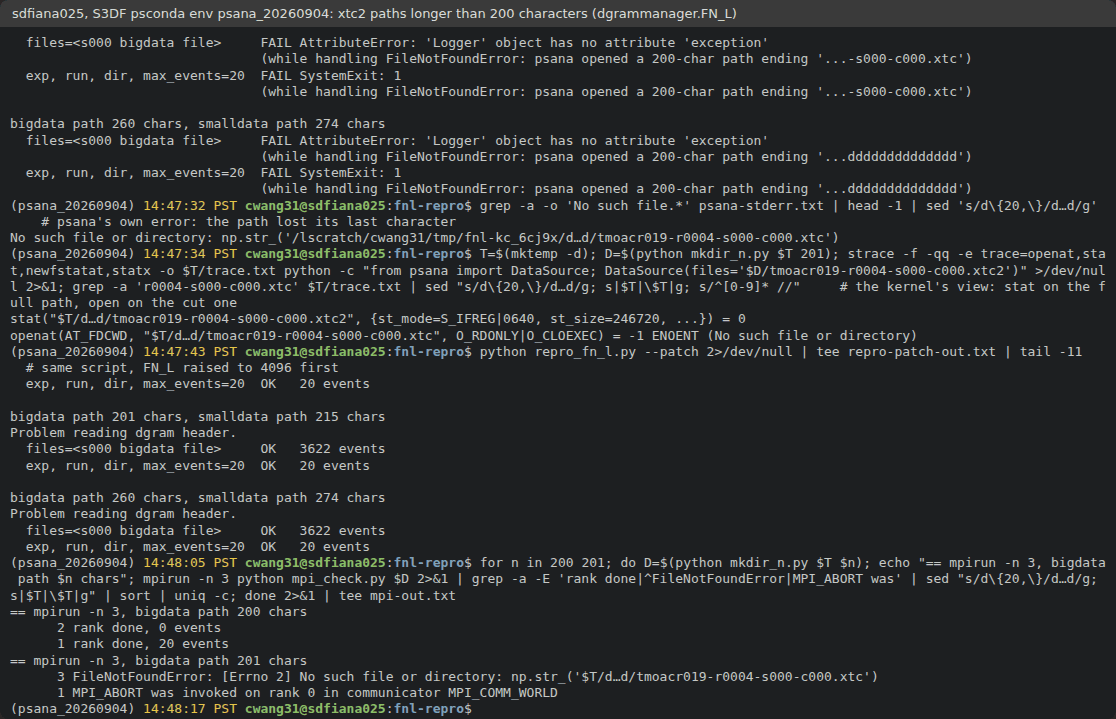 sdfiana025, S3DF psconda env psana_20260904: xtc2 paths longer than 200 characters (dgrammanager.FN_L)
  files=<s000 bigdata file>     FAIL AttributeError: 'Logger' object has no attribute 'exception'
                                (while handling FileNotFoundError: psana opened a 200-char path ending '...-s000-c000.xtc')
  exp, run, dir, max_events=20  FAIL SystemExit: 1
                                (while handling FileNotFoundError: psana opened a 200-char path ending '...-s000-c000.xtc')

bigdata path 260 chars, smalldata path 274 chars
  files=<s000 bigdata file>     FAIL AttributeError: 'Logger' object has no attribute 'exception'
                                (while handling FileNotFoundError: psana opened a 200-char path ending '...dddddddddddddd')
  exp, run, dir, max_events=20  FAIL SystemExit: 1
                                (while handling FileNotFoundError: psana opened a 200-char path ending '...dddddddddddddd')
(psana_20260904) 14:47:32 PST cwang31@sdfiana025:fnl-repro$ grep -a -o 'No such file.*' psana-stderr.txt | head -1 | sed 's/d\{20,\}/d…d/g'
    # psana's own error: the path lost its last character
No such file or directory: np.str_('/lscratch/cwang31/tmp/fnl-kc_6cj9x/d…d/tmoacr019-r0004-s000-c000.xtc')
(psana_20260904) 14:47:34 PST cwang31@sdfiana025:fnl-repro$ T=$(mktemp -d); D=$(python mkdir_n.py $T 201); strace -f -qq -e trace=openat,sta
t,newfstatat,statx -o $T/trace.txt python -c "from psana import DataSource; DataSource(files='$D/tmoacr019-r0004-s000-c000.xtc2')" >/dev/nul
l 2>&1; grep -a 'r0004-s000-c000.xtc' $T/trace.txt | sed "s/d\{20,\}/d…d/g; s|$T|\$T|g; s/^[0-9]* //"     # the kernel's view: stat on the f
ull path, open on the cut one
stat("$T/d…d/tmoacr019-r0004-s000-c000.xtc2", {st_mode=S_IFREG|0640, st_size=246720, ...}) = 0
openat(AT_FDCWD, "$T/d…d/tmoacr019-r0004-s000-c000.xtc", O_RDONLY|O_CLOEXEC) = -1 ENOENT (No such file or directory)
(psana_20260904) 14:47:43 PST cwang31@sdfiana025:fnl-repro$ python repro_fn_l.py --patch 2>/dev/null | tee repro-patch-out.txt | tail -11
  # same script, FN_L raised to 4096 first
  exp, run, dir, max_events=20  OK   20 events

bigdata path 201 chars, smalldata path 215 chars
Problem reading dgram header.
  files=<s000 bigdata file>     OK   3622 events
  exp, run, dir, max_events=20  OK   20 events

bigdata path 260 chars, smalldata path 274 chars
Problem reading dgram header.
  files=<s000 bigdata file>     OK   3622 events
  exp, run, dir, max_events=20  OK   20 events
(psana_20260904) 14:48:05 PST cwang31@sdfiana025:fnl-repro$ for n in 200 201; do D=$(python mkdir_n.py $T $n); echo "== mpirun -n 3, bigdata
 path $n chars"; mpirun -n 3 python mpi_check.py $D 2>&1 | grep -a -E 'rank done|^FileNotFoundError|MPI_ABORT was' | sed "s/d\{20,\}/d…d/g;
s|$T|\$T|g" | sort | uniq -c; done 2>&1 | tee mpi-out.txt
== mpirun -n 3, bigdata path 200 chars
      2 rank done, 0 events
      1 rank done, 20 events
== mpirun -n 3, bigdata path 201 chars
      3 FileNotFoundError: [Errno 2] No such file or directory: np.str_('$T/d…d/tmoacr019-r0004-s000-c000.xtc')
      1 MPI_ABORT was invoked on rank 0 in communicator MPI_COMM_WORLD
(psana_20260904) 14:48:17 PST cwang31@sdfiana025:fnl-repro$